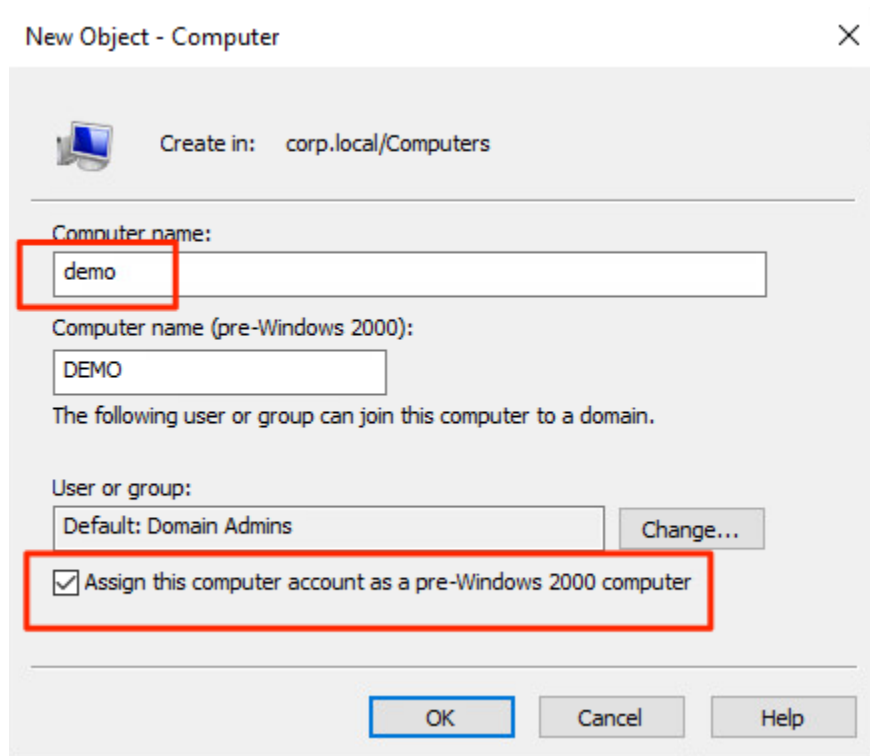 New Object - Computer
Create in: corp.local/Computers
Computer name:
demo
Computer name (pre-Windows 2000):
DEMO
The following user or group can join this computer to a domain.
User or group:
Default: Domain Admins
Change...
Assign this computer account as a pre-Windows 2000 computer
OK Cancel Help